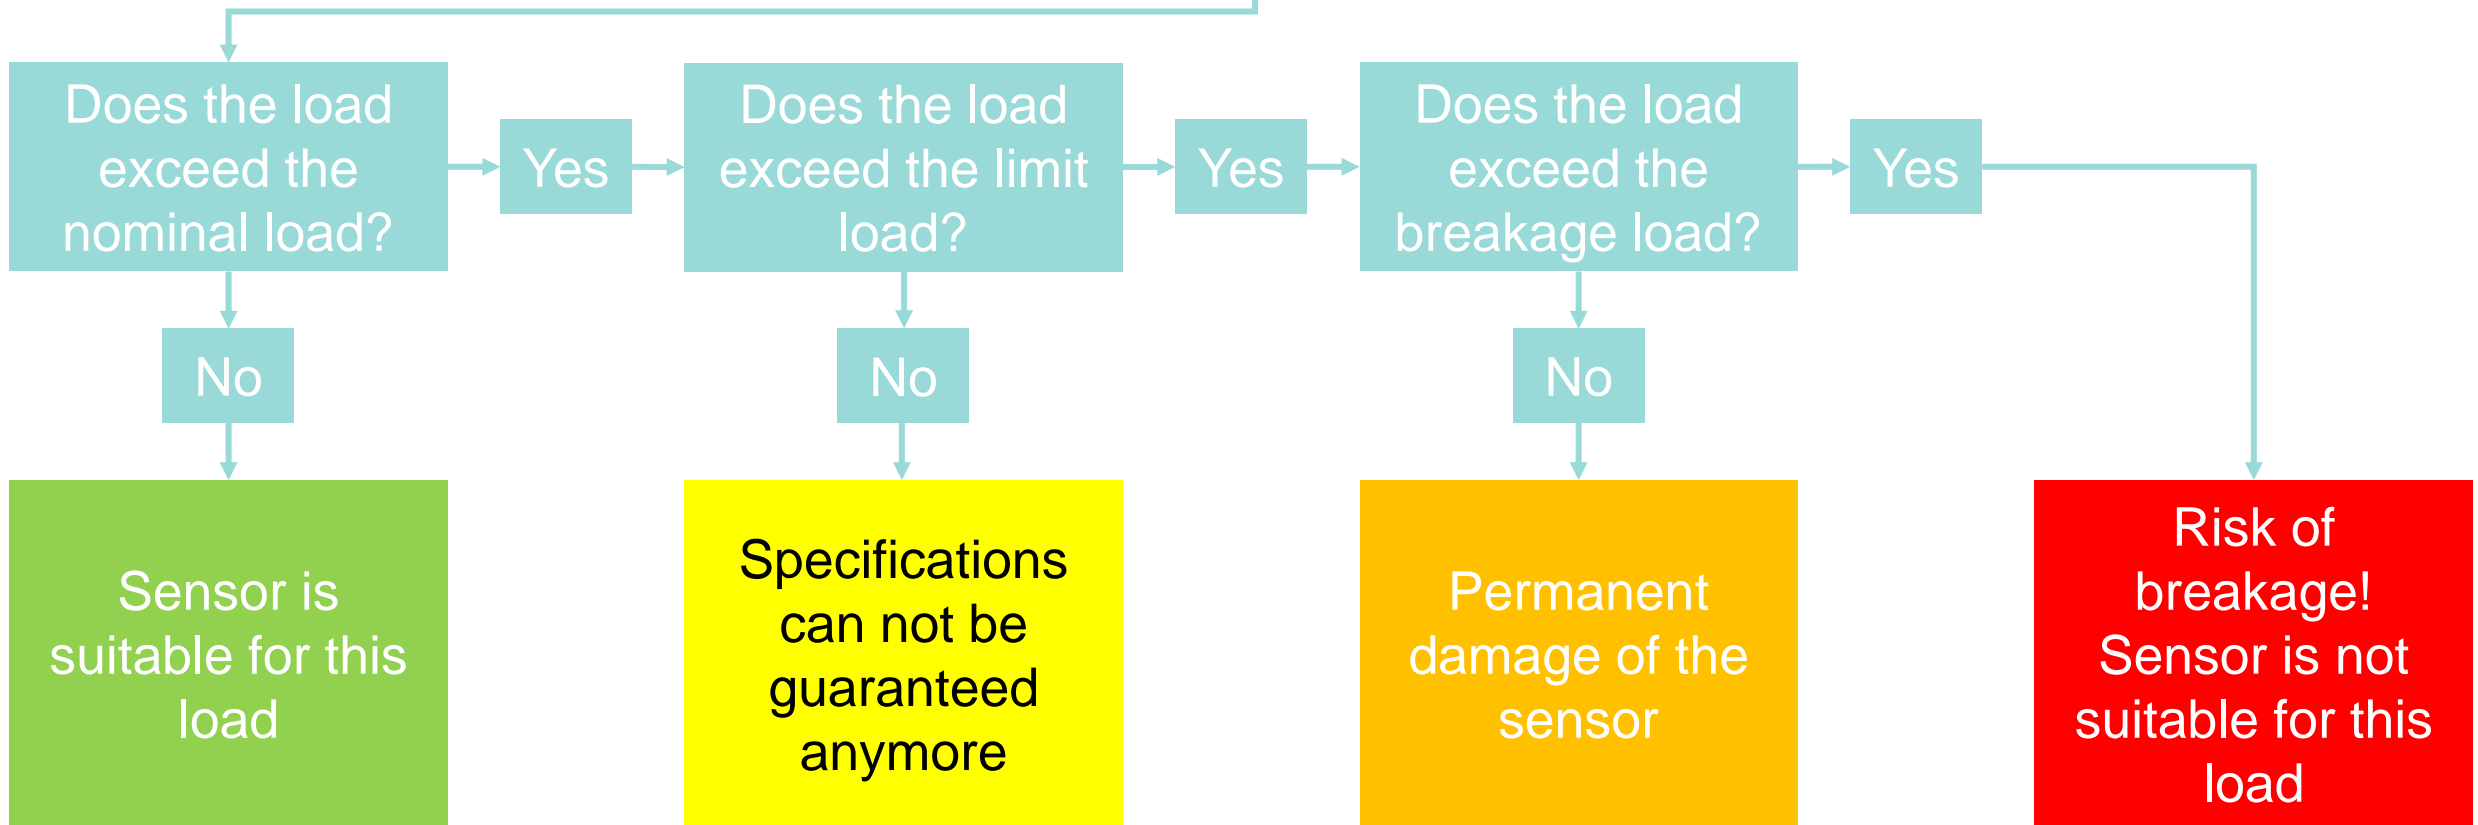 Does the load
exceed the
nominal load?
Yes
Does the load
exceed the limit
load?
Yes
Does the load
exceed the
breakage load?
Yes
No
No
No
Sensor is
suitable for this
load
Specifications
can not be
guaranteed
anymore
Permanent
damage of the
sensor
Risk of
breakage!
Sensor is not
suitable for this
load